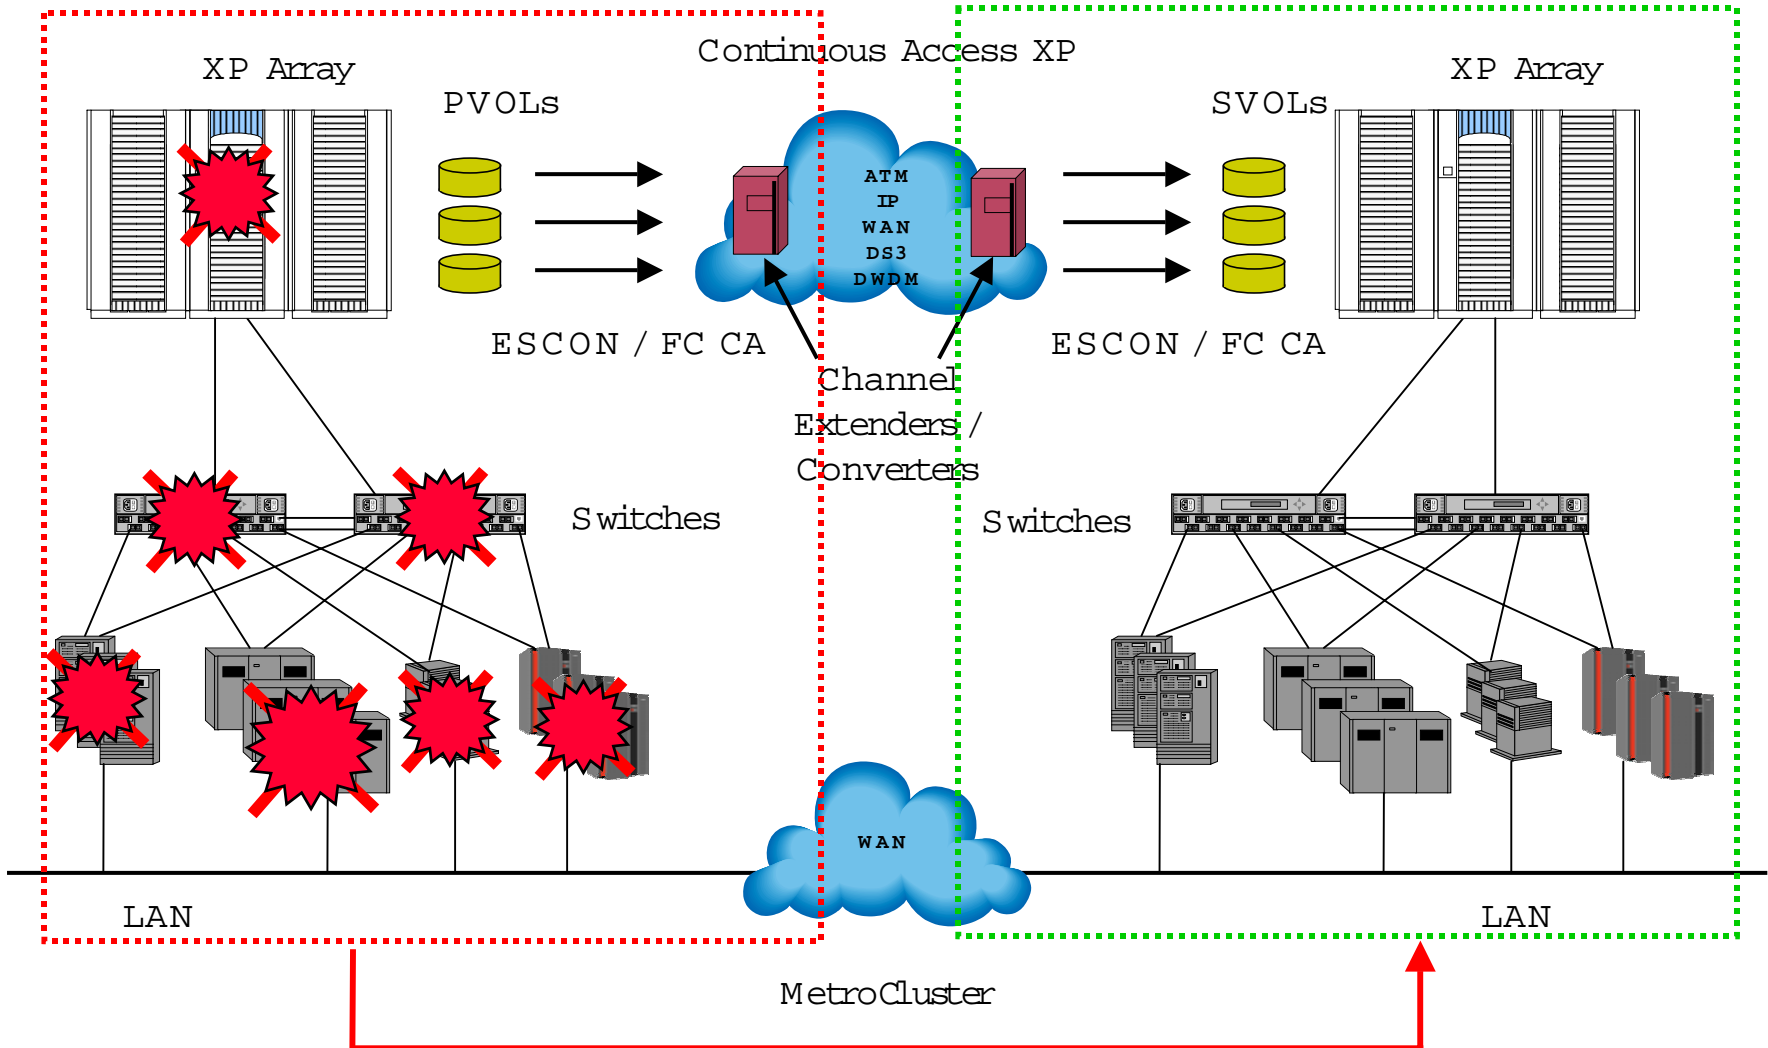 Continuous Access XP
XP Array
XP Array
PVOLs
SVOLs
ATM
IP
WAN
DS3
DWDM
ESCON / FC CA
ESCON / FC CA
Channel
Extenders /
Converters
Switches
Switches
WAN
LAN
LAN
MetroCluster